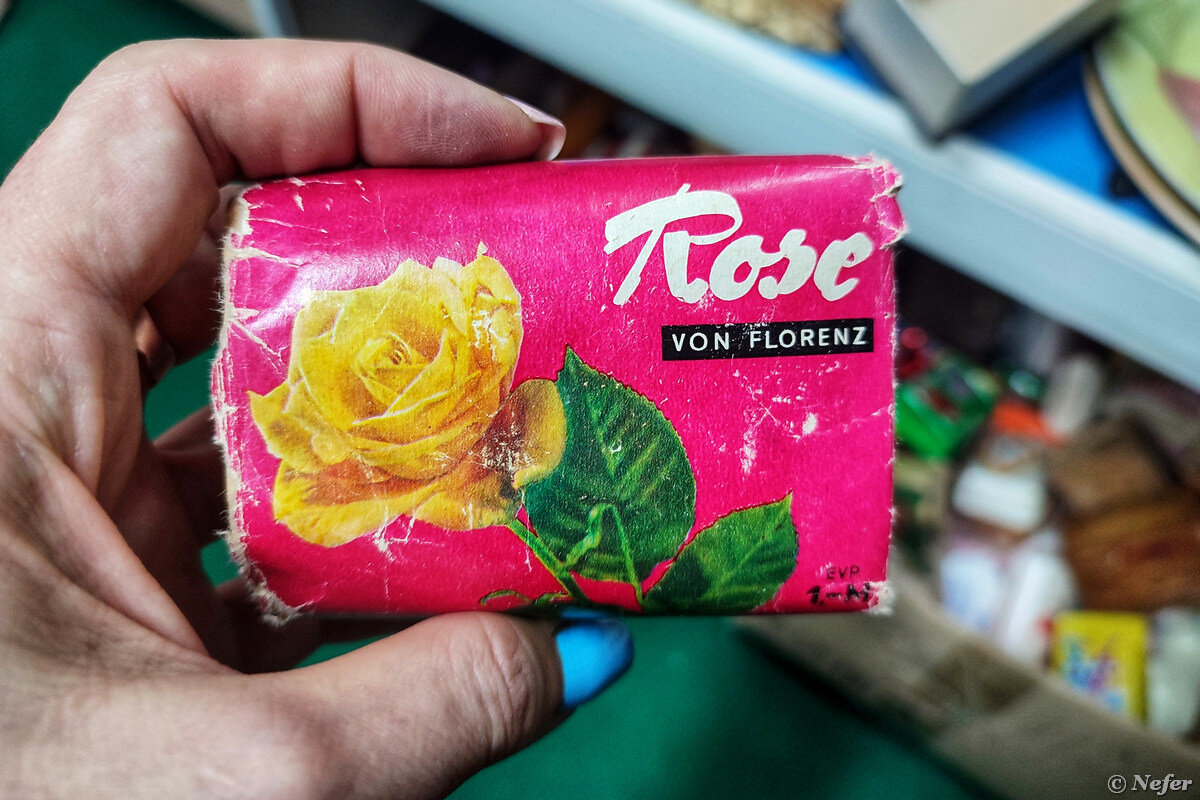 Rose
VON FLORENZ
EVP
© Nefer